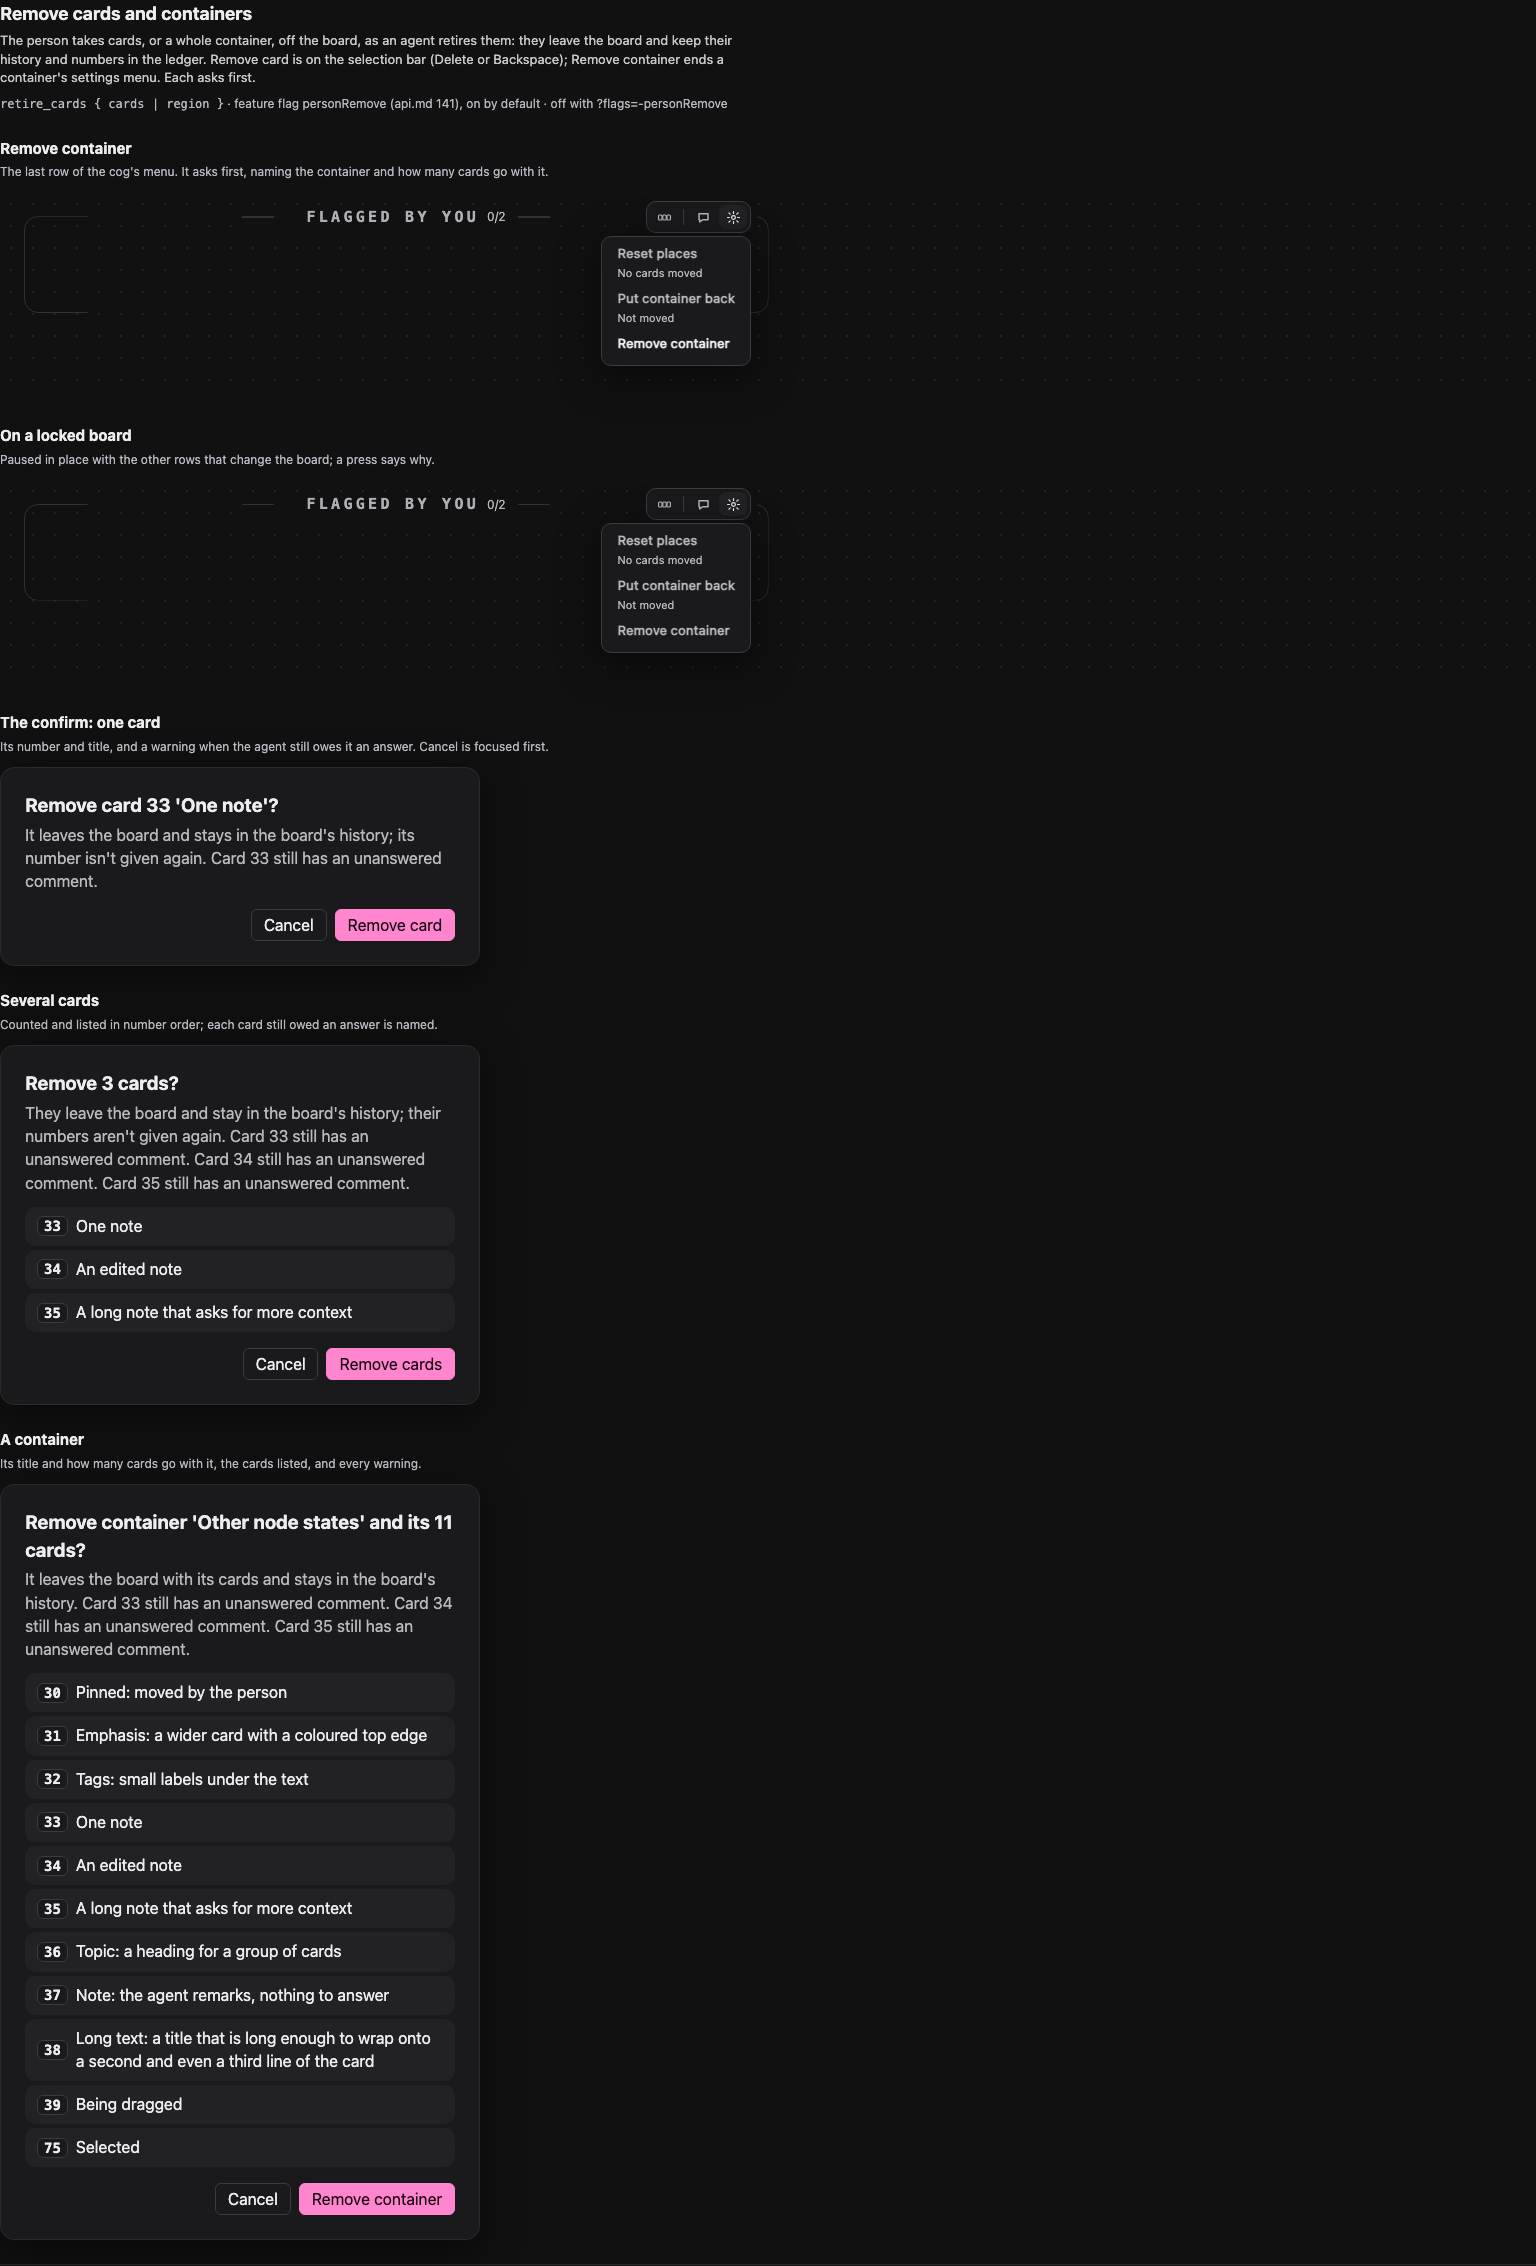 Remove cards and containers
The person takes cards, or a whole container, off the board, as an agent retires them: they leave the board and keep their
history and numbers in the ledger. Remove card is on the selection bar (Delete or Backspace); Remove container ends a
container's settings menu. Each asks first.
retire_cards { cards | region } · feature flag personRemove (api.md 141), on by default · off with ?flags=-personRemove
Remove container
The last row of the cog's menu. It asks first, naming the container and how many cards go with it.
FLAGGED BY YOU 0/2
Reset places
No cards moved
Put container back
Not moved
Remove container
On a locked board
Paused in place with the other rows that change the board; a press says why.
FLAGGED BY YOU 0/2
Reset places
No cards moved
Put container back
Not moved
Remove container
The confirm: one card
Its number and title, and a warning when the agent still owes it an answer. Cancel is focused first.
Remove card 33 'One note'?
It leaves the board and stays in the board's history; its
number isn't given again. Card 33 still has an unanswered
comment.
Cancel Remove card
Several cards
Counted and listed in number order; each card still owed an answer is named.
Remove 3 cards?
They leave the board and stay in the board's history; their
numbers aren't given again. Card 33 still has an
unanswered comment. Card 34 still has an unanswered
comment. Card 35 still has an unanswered comment.
33 One note
34 An edited note
35 A long note that asks for more context
Cancel Remove cards
A container
Its title and how many cards go with it, the cards listed, and every warning.
Remove container 'Other node states' and its 11
cards?
It leaves the board with its cards and stays in the board's
history. Card 33 still has an unanswered comment. Card 34
still has an unanswered comment. Card 35 still has an
unanswered comment.
30 Pinned: moved by the person
31 Emphasis: a wider card with a coloured top edge
32 Tags: small labels under the text
33 One note
34 An edited note
35 A long note that asks for more context
36 Topic: a heading for a group of cards
37 Note: the agent remarks, nothing to answer
38 Long text: a title that is long enough to wrap onto
a second and even a third line of the card
39 Being dragged
75 Selected
Cancel Remove container